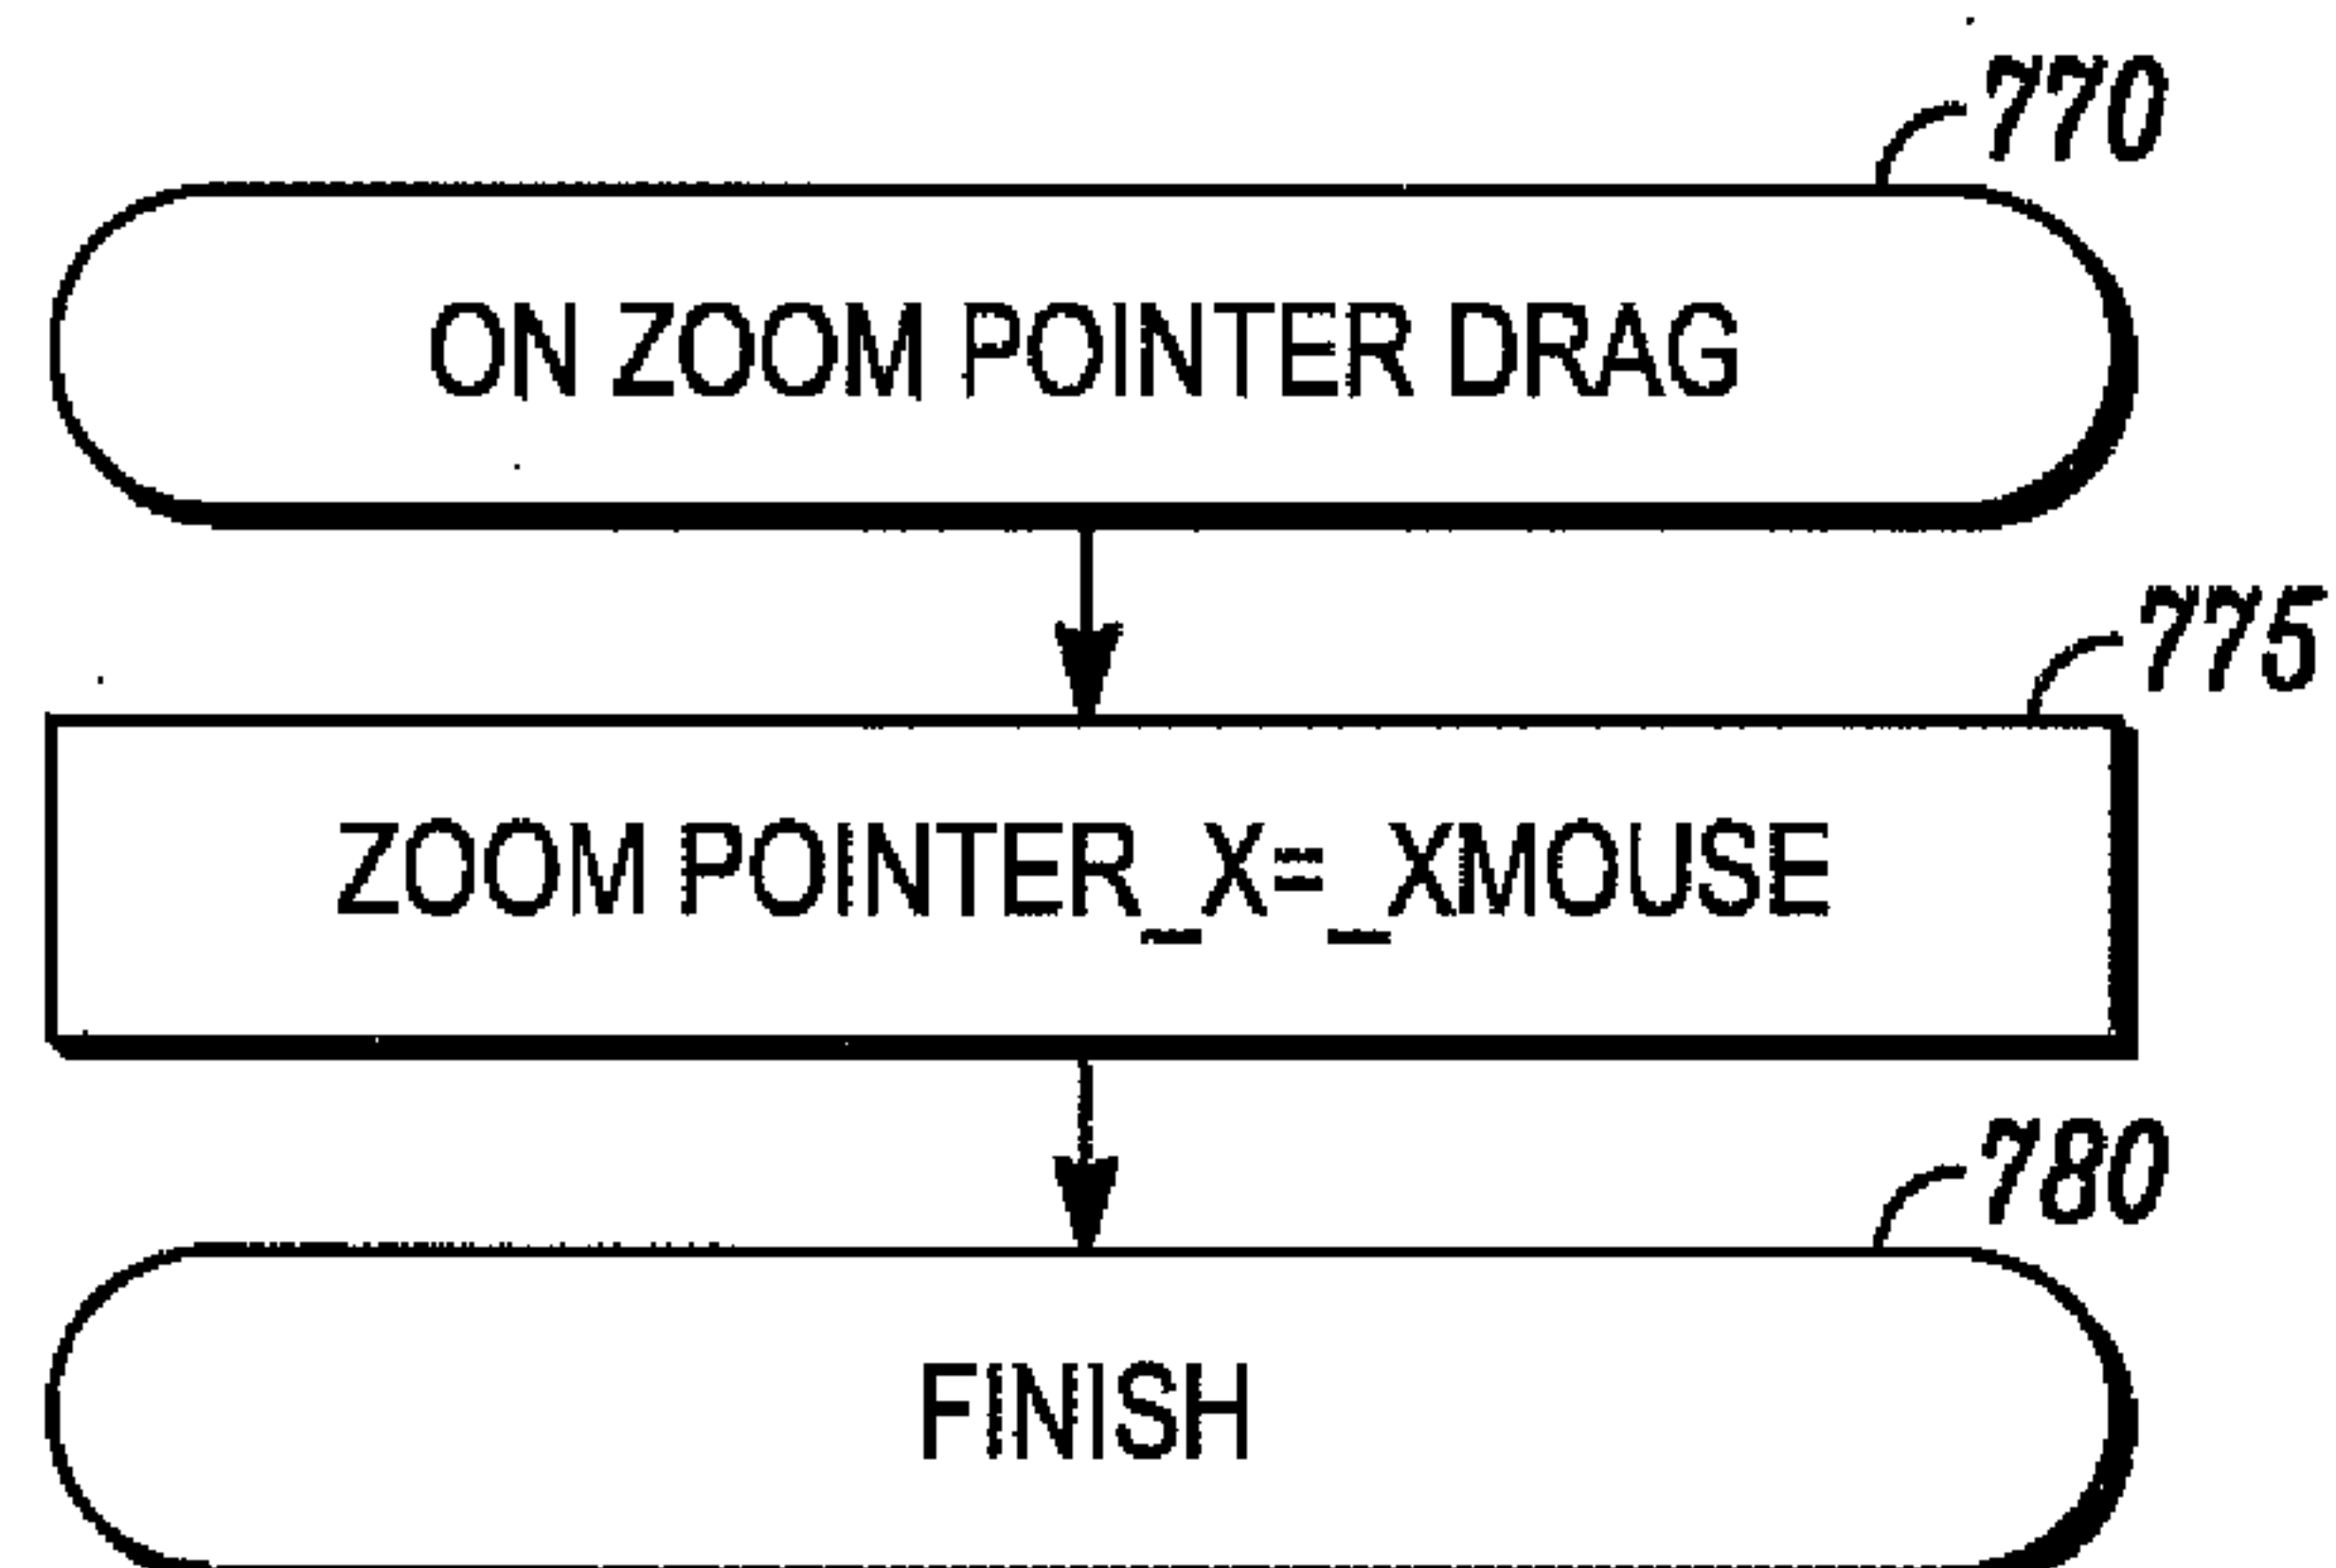 770
ON ZOOM POINTER DRAG
775
ZOOM POINTER_X=_XMOUSE
780
FINISH